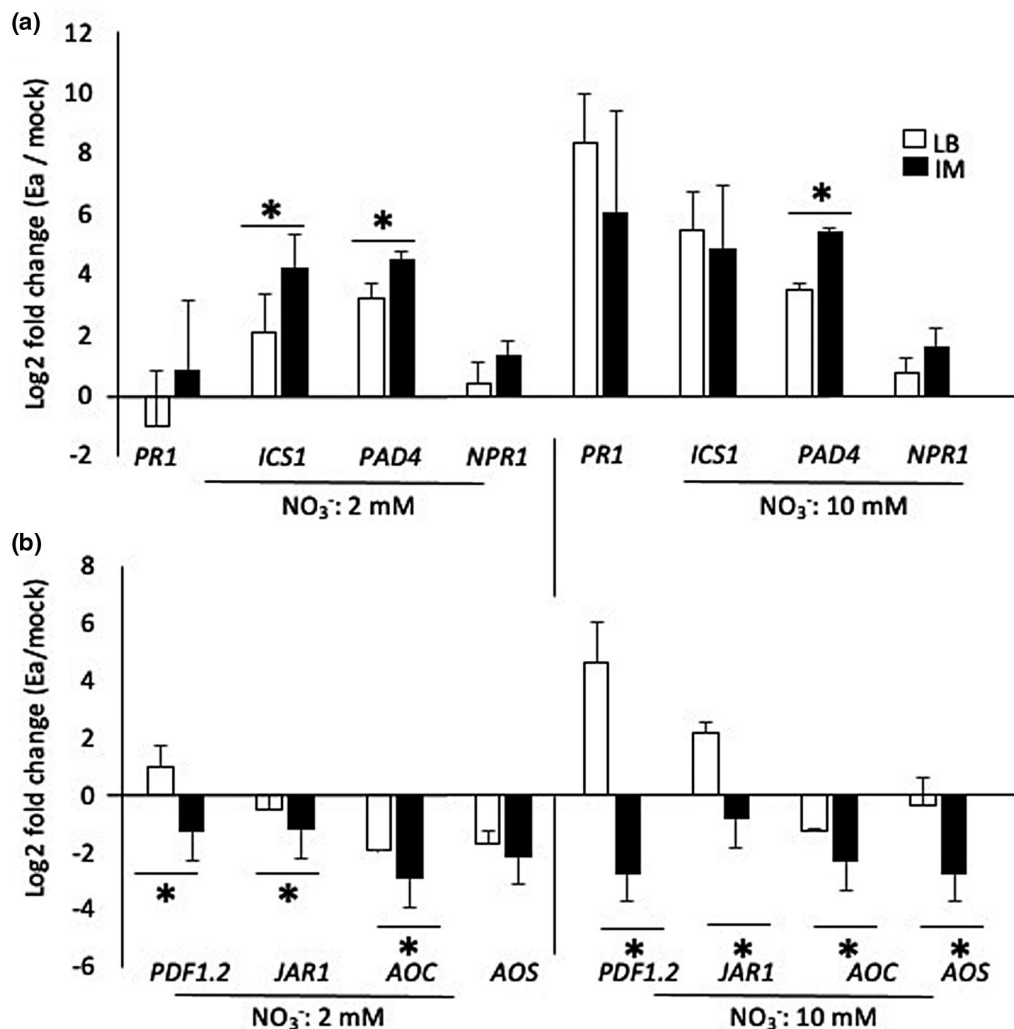 (a)
Log2 fold change (Ea / mock)
12
10
8
6
4
2
0
-2
LB
IM
*
*
*
PR1 ICS1 PAD4 NPR1 PR1 ICS1 PAD4 NPR1
NO₃⁻: 2 mM NO₃⁻: 10 mM
(b)
Log2 fold change (Ea/mock)
8
6
4
2
0
-2
-4
-6
* *
* * * * *
PDF1.2 JAR1 AOC AOS PDF1.2 JAR1 AOC AOS
NO₃⁻: 2 mM NO₃⁻: 10 mM